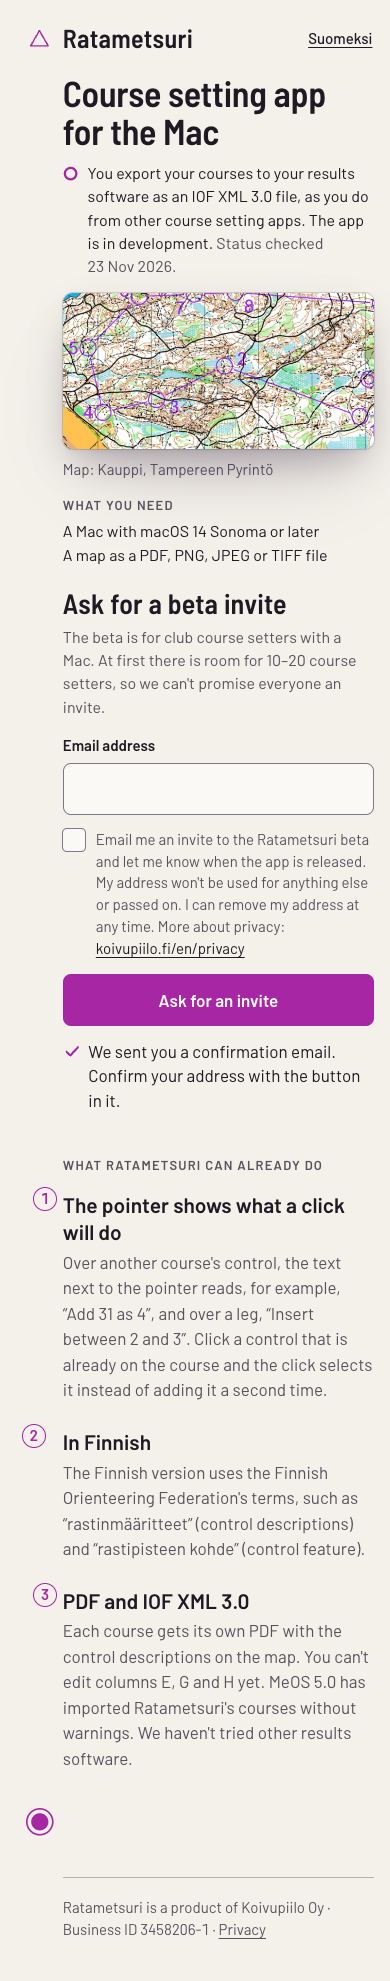 Ratametsuri
Suomeksi
Course setting app
for the Mac
You export your courses to your results
software as an IOF XML 3.0 file, as you do
from other course setting apps. The app
is in development. Status checked
23 Nov 2026.
7
8
5
2
4
3
Map: Kauppi, Tampereen Pyrintö
WHAT YOU NEED
A Mac with macOS 14 Sonoma or later
A map as a PDF, PNG, JPEG or TIFF file
Ask for a beta invite
The beta is for club course setters with a
Mac. At first there is room for 10–20 course
setters, so we can't promise everyone an
invite.
Email address
Email me an invite to the Ratametsuri beta
and let me know when the app is released.
My address won't be used for anything else
or passed on. I can remove my address at
any time. More about privacy:
koivupiilo.fi/en/privacy
Ask for an invite
We sent you a confirmation email.
Confirm your address with the button
in it.
WHAT RATAMETSURI CAN ALREADY DO
1
The pointer shows what a click
will do
Over another course's control, the text
next to the pointer reads, for example,
“Add 31 as 4”, and over a leg, “Insert
between 2 and 3”. Click a control that is
already on the course and the click selects
it instead of adding it a second time.
2
In Finnish
The Finnish version uses the Finnish
Orienteering Federation's terms, such as
“rastinmääritteet” (control descriptions)
and “rastipisteen kohde” (control feature).
3
PDF and IOF XML 3.0
Each course gets its own PDF with the
control descriptions on the map. You can't
edit columns E, G and H yet. MeOS 5.0 has
imported Ratametsuri's courses without
warnings. We haven't tried other results
software.
Ratametsuri is a product of Koivupiilo Oy ·
Business ID 3458206-1 · Privacy